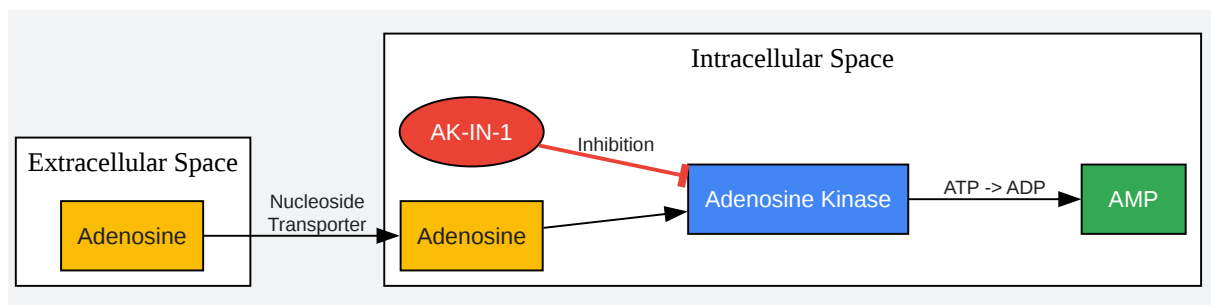 Intracellular Space
AK-IN-1
Inhibition
Extracellular Space
Nucleoside
Transporter
Adenosine
Adenosine
Adenosine Kinase
ATP -> ADP
AMP